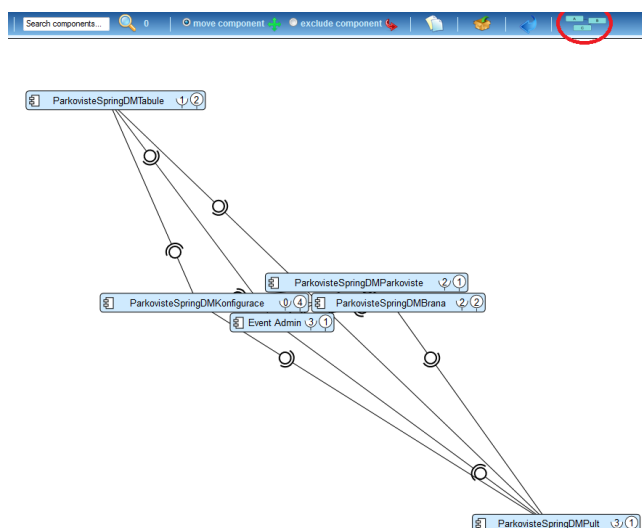 Search components... 0 move component exclude component
ParkovisteSpringDMTabule 1 2
ParkovisteSpringDMParkoviste 2 1
ParkovisteSpringDMKonfigurace 0 4 ParkovisteSpringDMBrana 2 2
Event Admin 3 1
ParkovisteSpringDMPult 3 1